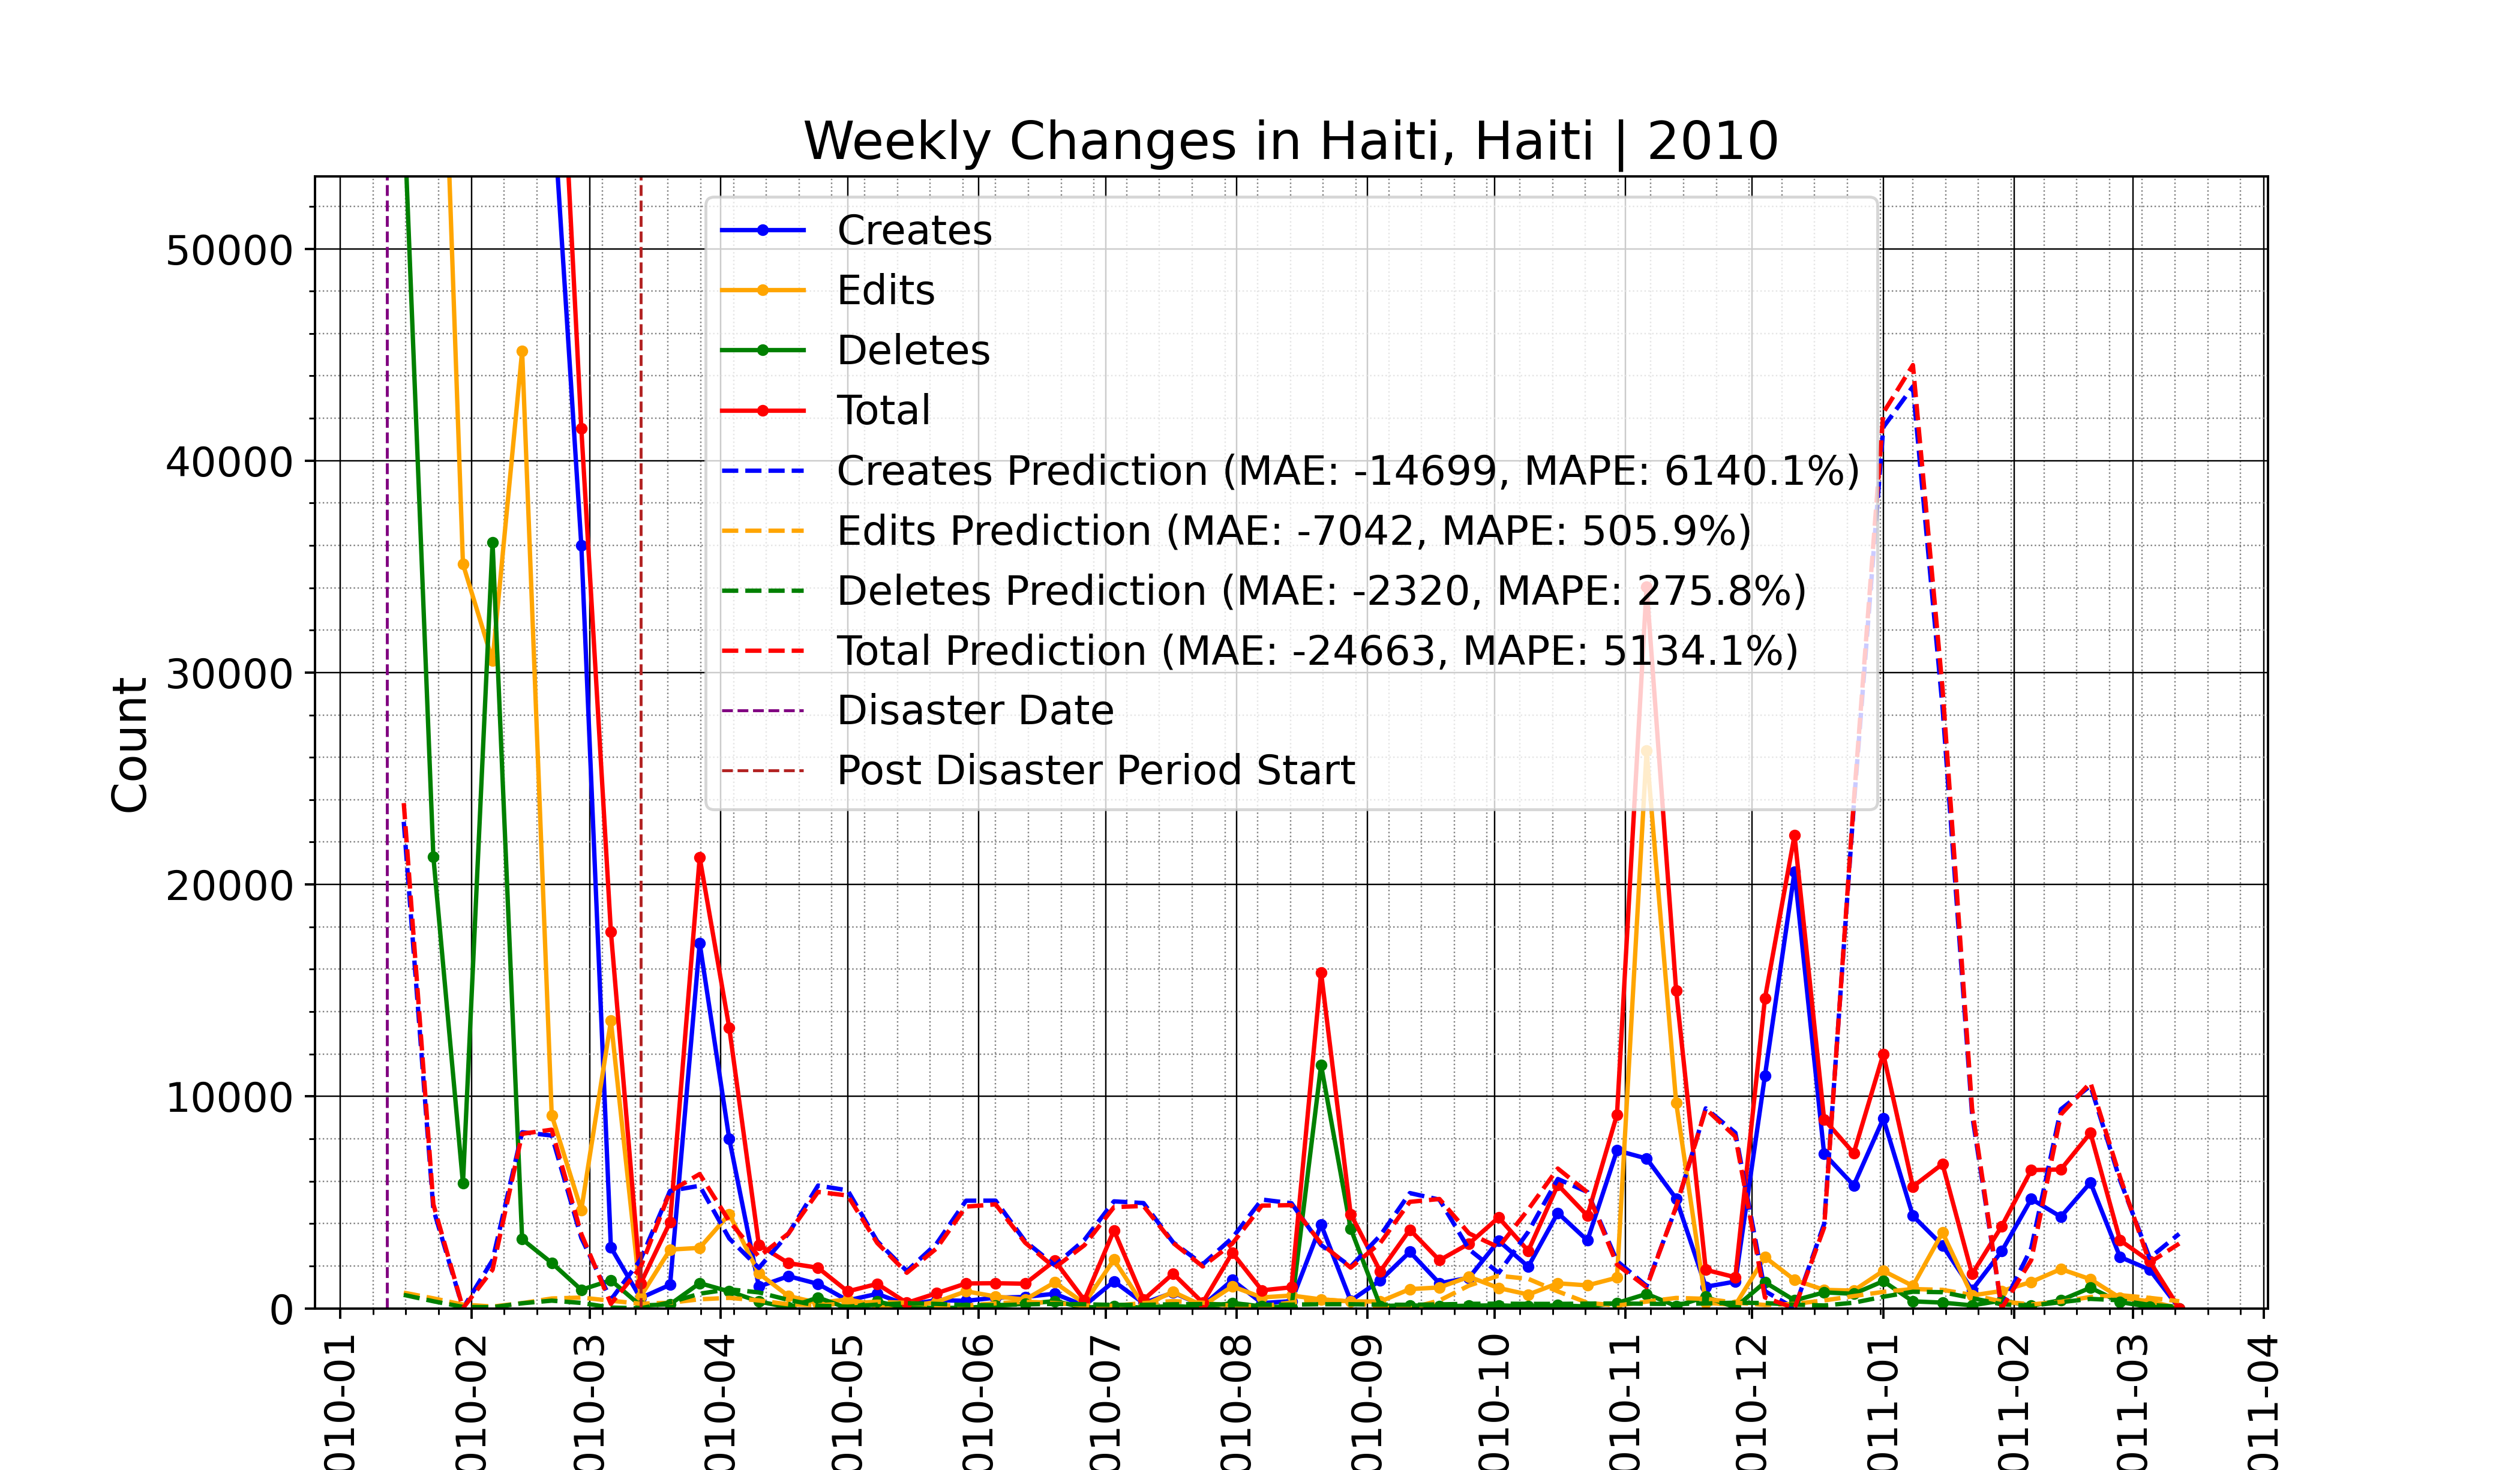 Weekly Changes in Haiti, Haiti | 2010
Count
50000
40000
30000
20000
10000
0
Creates
Edits
Deletes
Total
Creates Prediction (MAE: -14699, MAPE: 6140.1%)
Edits Prediction (MAE: -7042, MAPE: 505.9%)
Deletes Prediction (MAE: -2320, MAPE: 275.8%)
Total Prediction (MAE: -24663, MAPE: 5134.1%)
Disaster Date
Post Disaster Period Start
010-01
010-02
010-03
010-04
010-05
010-06
010-07
010-08
010-09
010-10
010-11
010-12
011-01
011-02
011-03
011-04